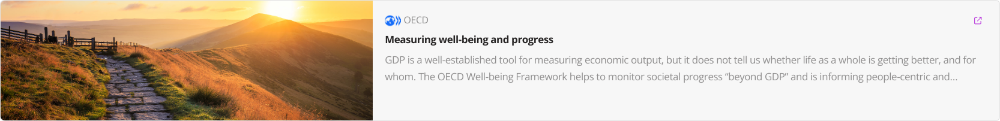 OECD
Measuring well-being and progress
GDP is a well-established tool for measuring economic output, but it does not tell us whether life as a whole is getting better, and for
whom. The OECD Well-being Framework helps to monitor societal progress “beyond GDP” and is informing people-centric and...